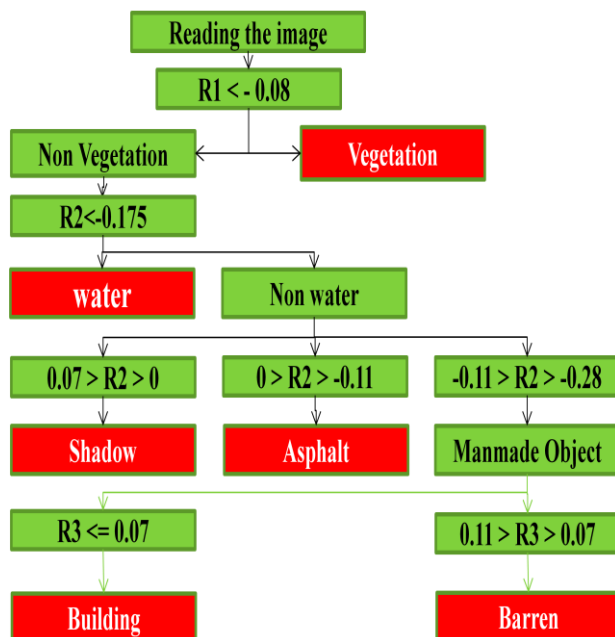 Reading the image
R1 < - 0.08
Non Vegetation
Vegetation
R2<-0.175
water
Non water
0.07 > R2 > 0
0 > R2 > -0.11
-0.11 > R2 > -0.28
Shadow
Asphalt
Manmade Object
R3 <= 0.07
0.11 > R3 > 0.07
Building
Barren